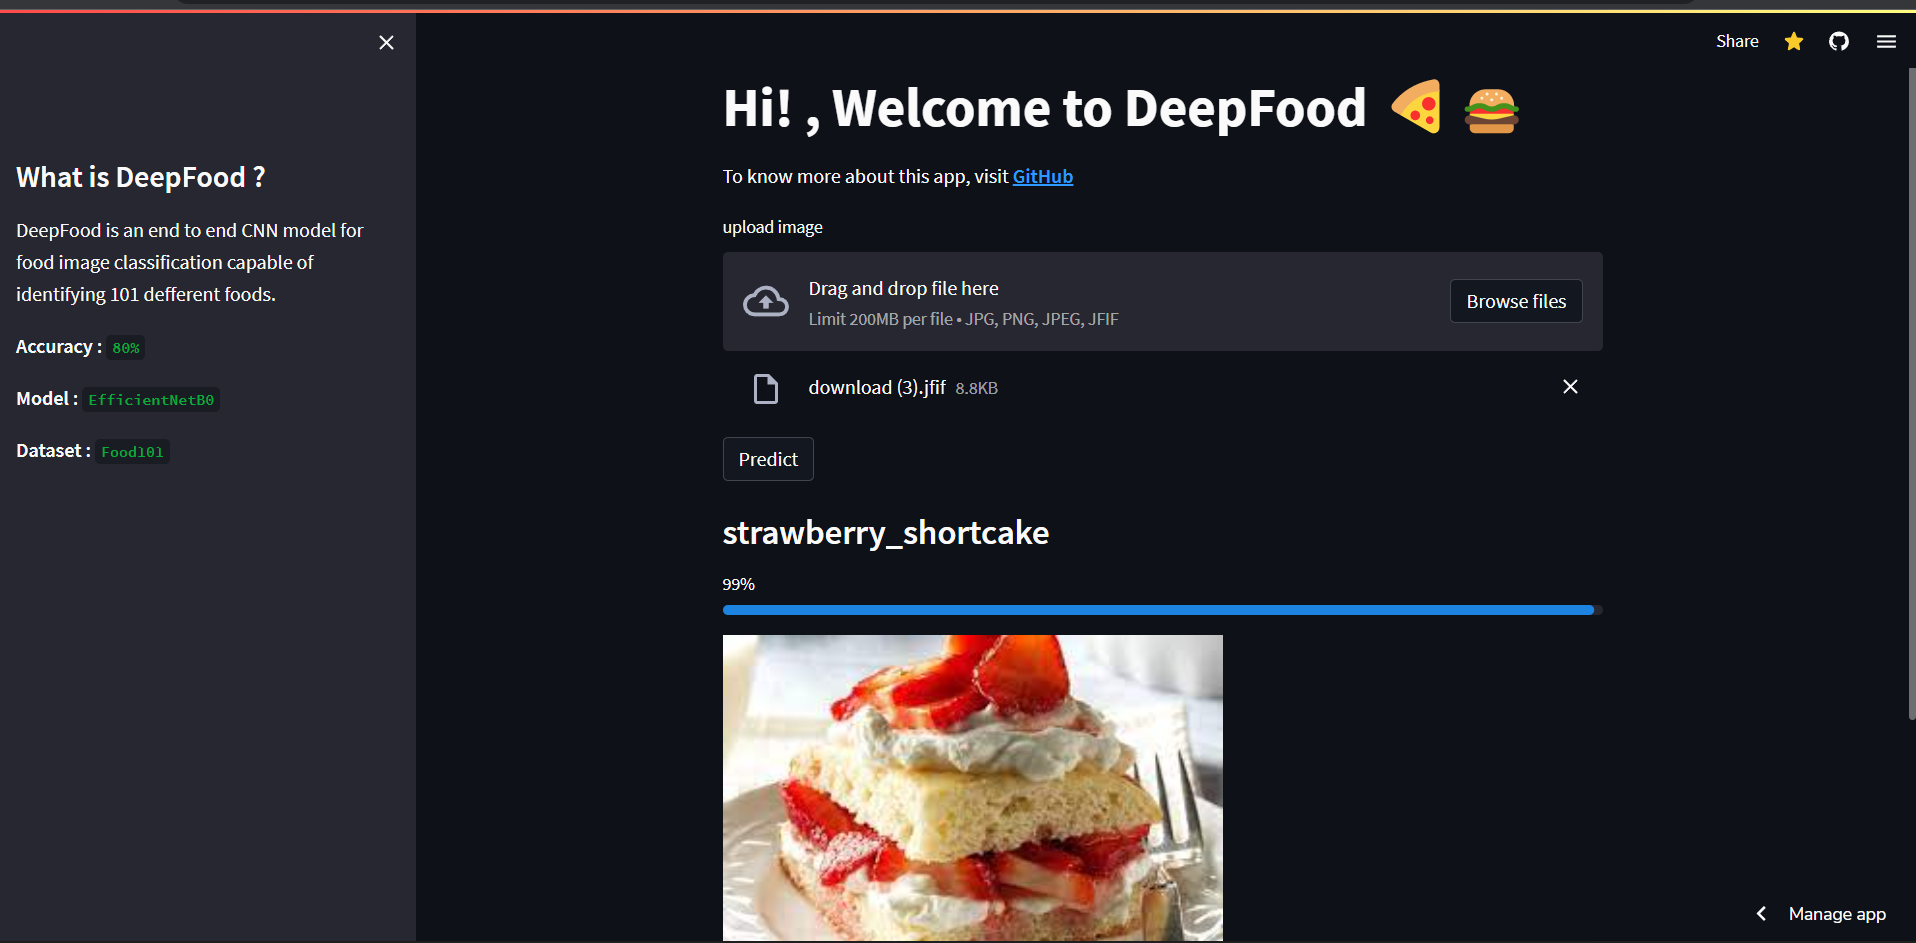 What is DeepFood ?
DeepFood is an end to end CNN model for
food image classification capable of
identifying 101 defferent foods.
Accuracy : 80%
Model : EfficientNetB0
Dataset : Food101
Share
Hi! , Welcome to DeepFood 🍕 🍔
To know more about this app, visit GitHub
upload image
Drag and drop file here
Limit 200MB per file • JPG, PNG, JPEG, JFIF
Browse files
download (3).jfif 8.8KB
Predict
strawberry_shortcake
99%
Manage app